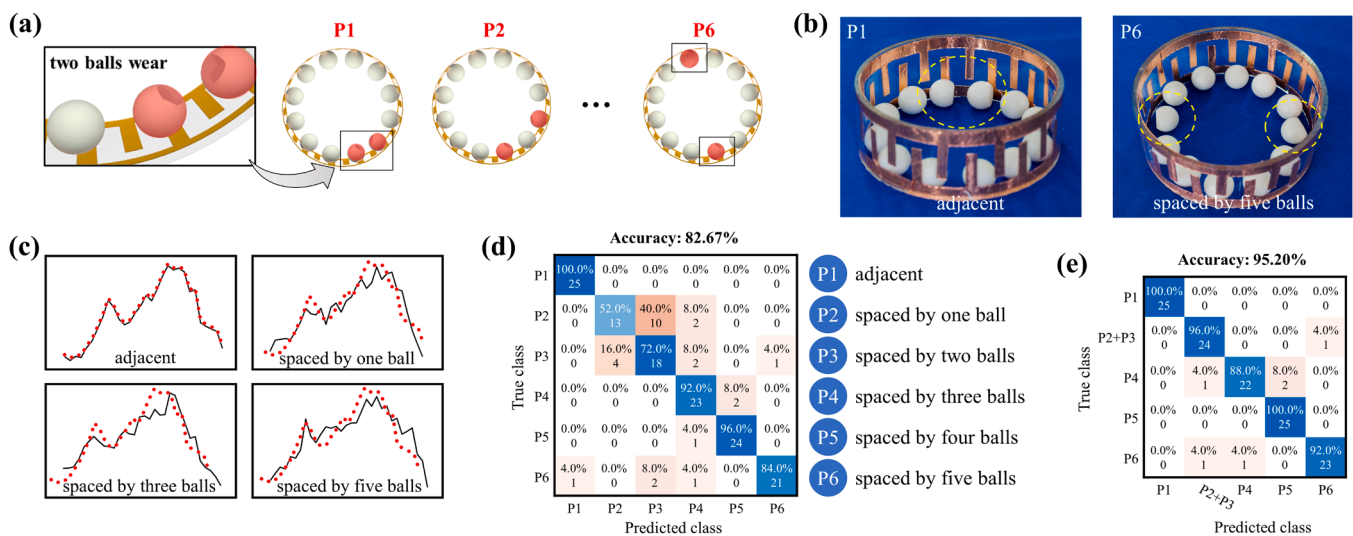 (a)
P1
P2
P6
two balls wear
...
(b)
P1
adjacent
P6
spaced by five balls
(c)
adjacent
spaced by one ball
spaced by three balls
spaced by five balls
(d)
Accuracy: 82.67%
True class
P1
100.0% 0.0% 0.0% 0.0% 0.0% 0.0%
25 0 0 0 0 0
P2
0.0% 52.0% 40.0% 8.0% 0.0% 0.0%
0 13 10 2 0 0
P3
0.0% 16.0% 72.0% 8.0% 0.0% 4.0%
0 4 18 2 0 1
P4
0.0% 0.0% 0.0% 92.0% 8.0% 0.0%
0 0 0 23 2 0
P5
0.0% 0.0% 0.0% 4.0% 96.0% 0.0%
0 0 0 1 24 0
P6
4.0% 0.0% 8.0% 4.0% 0.0% 84.0%
1 0 2 1 0 21
P1 P2 P3 P4 P5 P6
Predicted class
P1 adjacent
P2 spaced by one ball
P3 spaced by two balls
P4 spaced by three balls
P5 spaced by four balls
P6 spaced by five balls
(e)
Accuracy: 95.20%
True class
P1
100.0% 0.0% 0.0% 0.0% 0.0%
25 0 0 0 0
P2+P3
0.0% 96.0% 0.0% 0.0% 4.0%
0 24 0 0 1
P4
0.0% 4.0% 88.0% 8.0% 0.0%
0 1 22 2 0
P5
0.0% 0.0% 0.0% 100.0% 0.0%
0 0 0 25 0
P6
0.0% 4.0% 4.0% 0.0% 92.0%
0 1 1 0 23
P1 P2+P3 P4 P5 P6
Predicted class